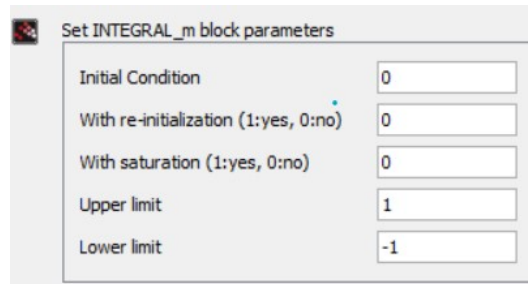 Set INTEGRAL_m block parameters
Initial Condition 0
With re-initialization (1:yes, 0:no) 0
With saturation (1:yes, 0:no) 0
Upper limit 1
Lower limit -1